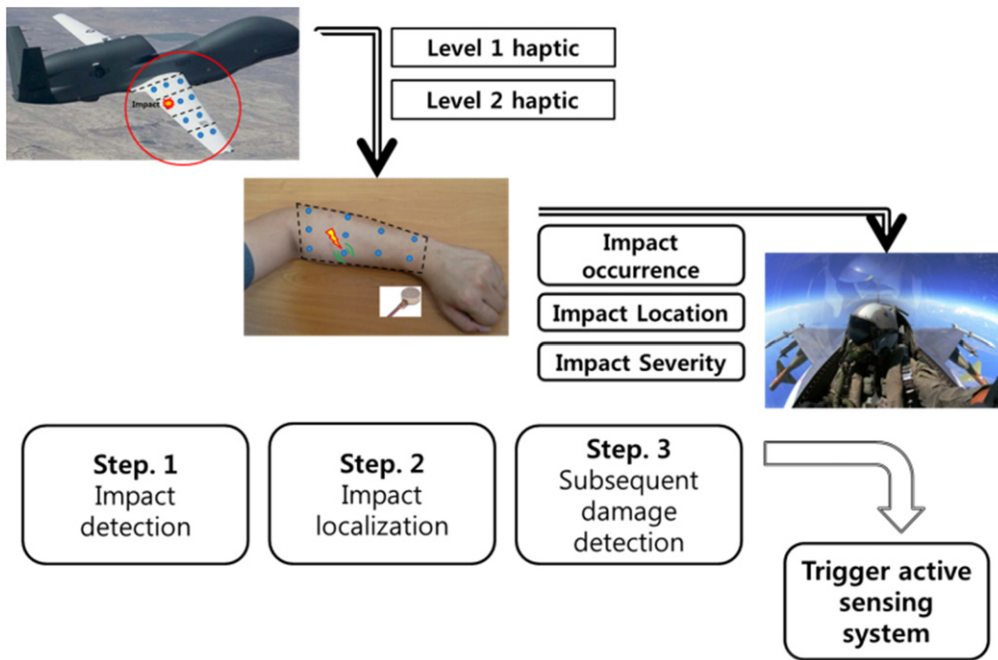 Impact
Level 1 haptic
Level 2 haptic
Impact
occurrence
Impact Location
Impact Severity
Step. 1
Impact
detection
Step. 2
Impact
localization
Step. 3
Subsequent
damage
detection
Trigger active
sensing
system